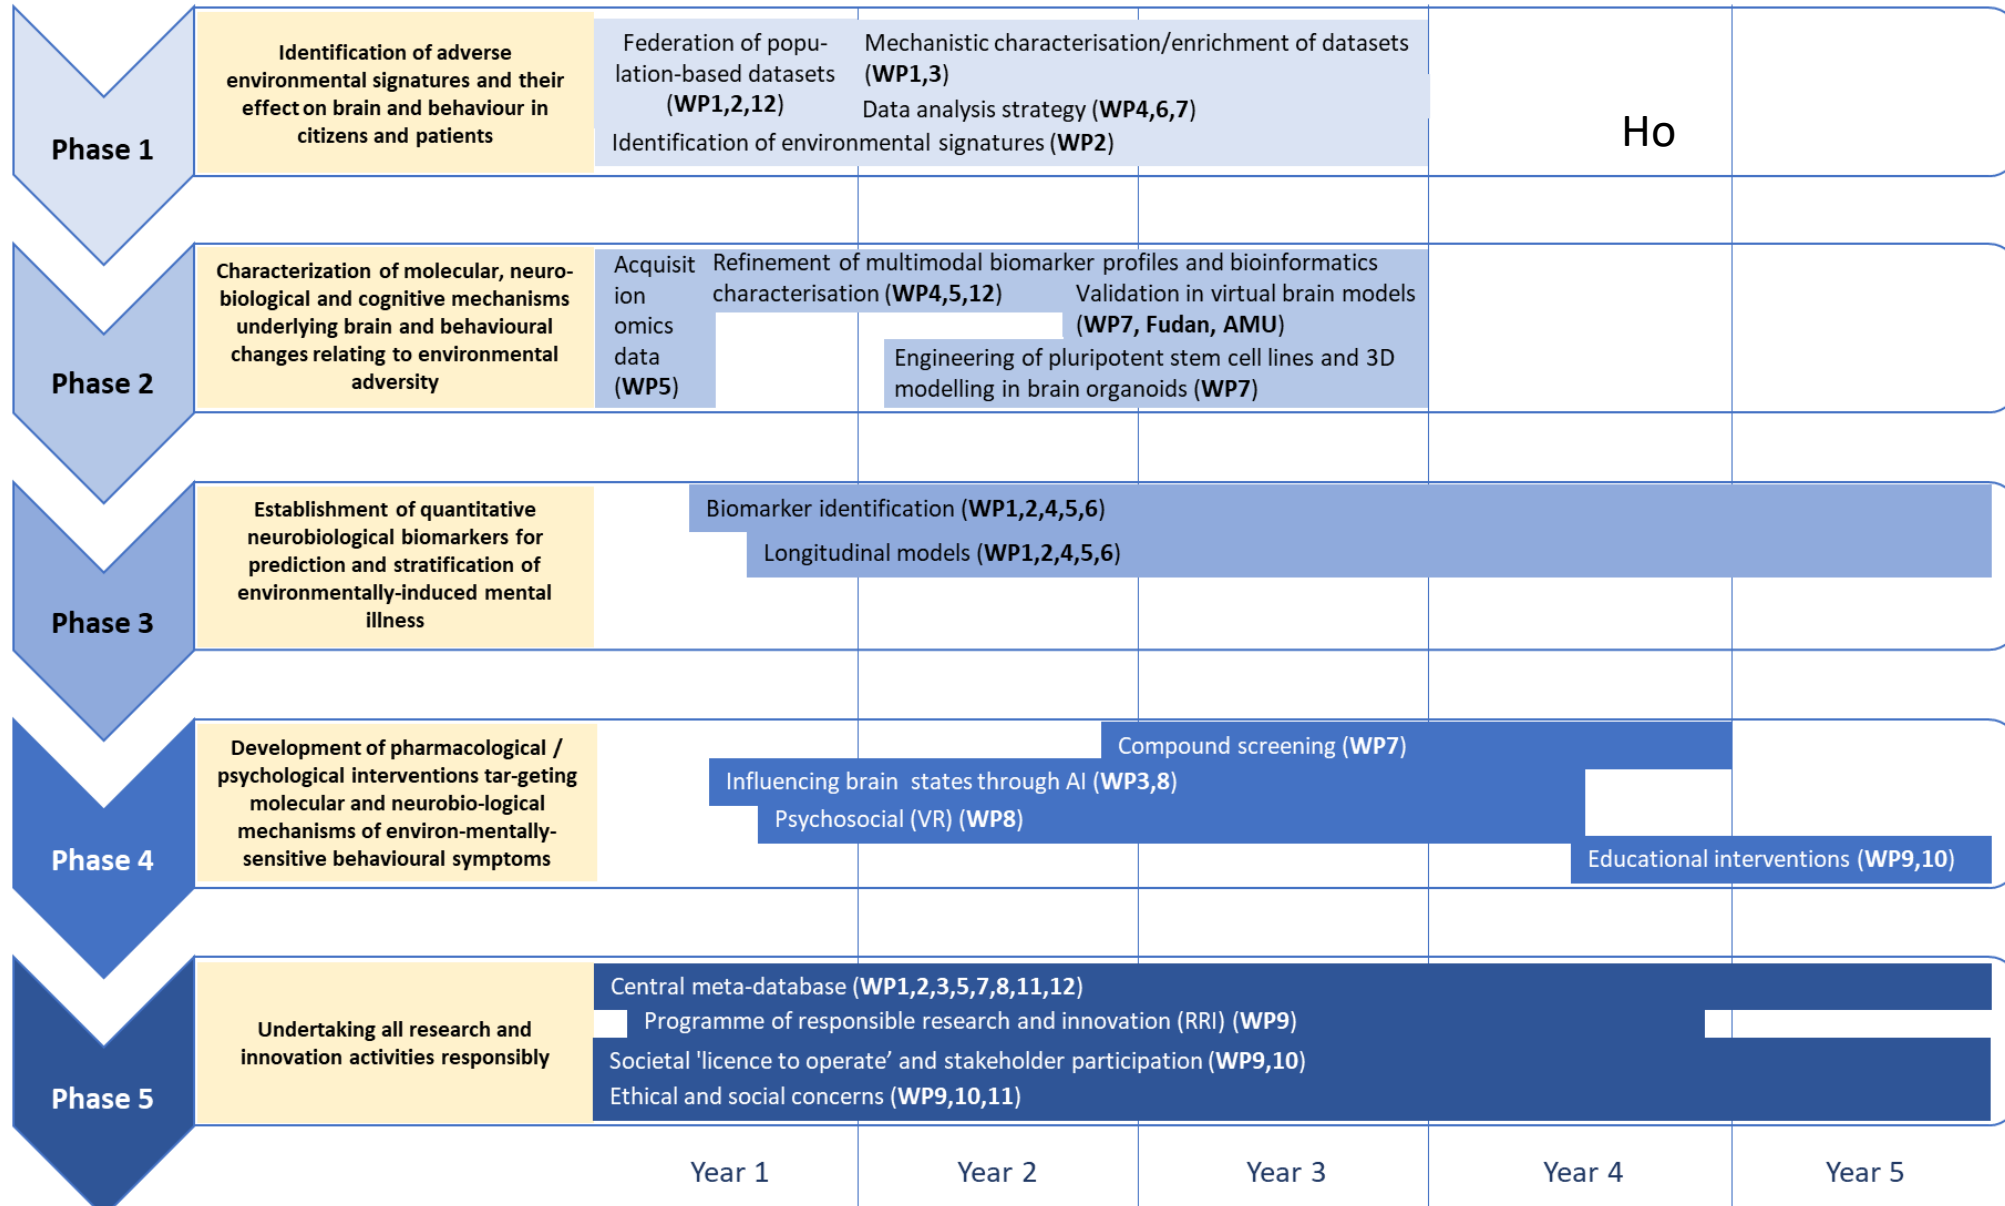 Phase 1
Identification of adverse
environmental signatures and their
effect on brain and behaviour in
citizens and patients
Federation of popu-
lation-based datasets
(WP1,2,12)
Mechanistic characterisation/enrichment of datasets
(WP1,3)
Data analysis strategy (WP4,6,7)
Identification of environmental signatures (WP2)
Ho
Phase 2
Characterization of molecular, neuro-
biological and cognitive mechanisms
underlying brain and behavioural
changes relating to environmental
adversity
Acquisit
ion
omics
data
(WP5)
Refinement of multimodal biomarker profiles and bioinformatics
characterisation (WP4,5,12)
Validation in virtual brain models
(WP7, Fudan, AMU)
Engineering of pluripotent stem cell lines and 3D
modelling in brain organoids (WP7)
Phase 3
Establishment of quantitative
neurobiological biomarkers for
prediction and stratification of
environmentally-induced mental
illness
Biomarker identification (WP1,2,4,5,6)
Longitudinal models (WP1,2,4,5,6)
Phase 4
Development of pharmacological /
psychological interventions tar-geting
molecular and neurobio-logical
mechanisms of environ-mentally-
sensitive behavioural symptoms
Compound screening (WP7)
Influencing brain  states through AI (WP3,8)
Psychosocial (VR) (WP8)
Educational interventions (WP9,10)
Phase 5
Undertaking all research and
innovation activities responsibly
Central meta-database (WP1,2,3,5,7,8,11,12)
Programme of responsible research and innovation (RRI) (WP9)
Societal 'licence to operate’ and stakeholder participation (WP9,10)
Ethical and social concerns (WP9,10,11)
Year 1
Year 2
Year 3
Year 4
Year 5